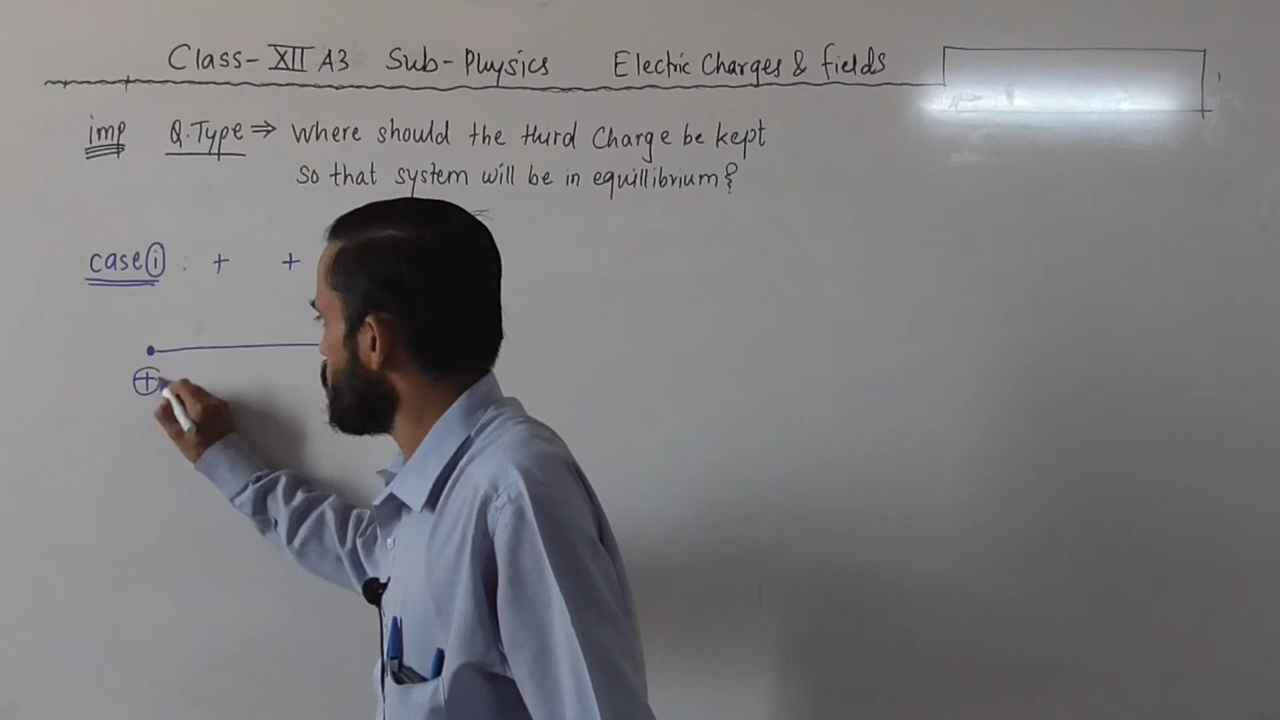 Class-XII A3 Sub-Physics Electric Charges & fields
imp Q.Type ⇒ Where should the third Charge be kept
so that system will be in equillibrium?
case (i) : + +
+